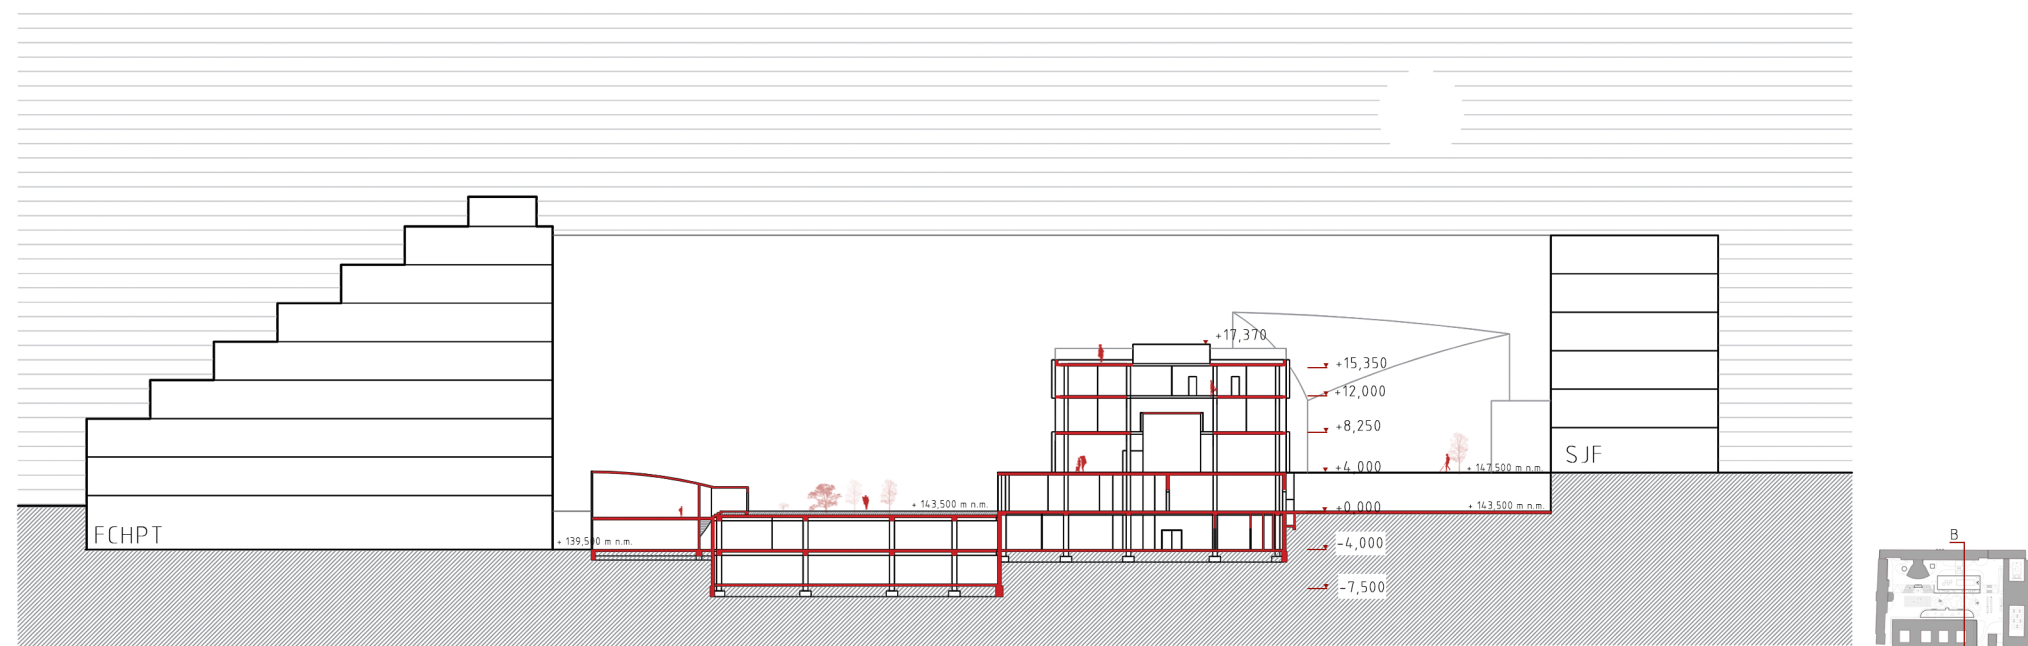 +17,370
+15,350
+12,000
+8,250
SJF
+4,000
+ 147,500 m n.m.
+ 143,500 m n.m.
+0,000
+ 143,500 m n.m.
FCHPT
+ 139,500 m n.m.
-4,000
B
-7,500